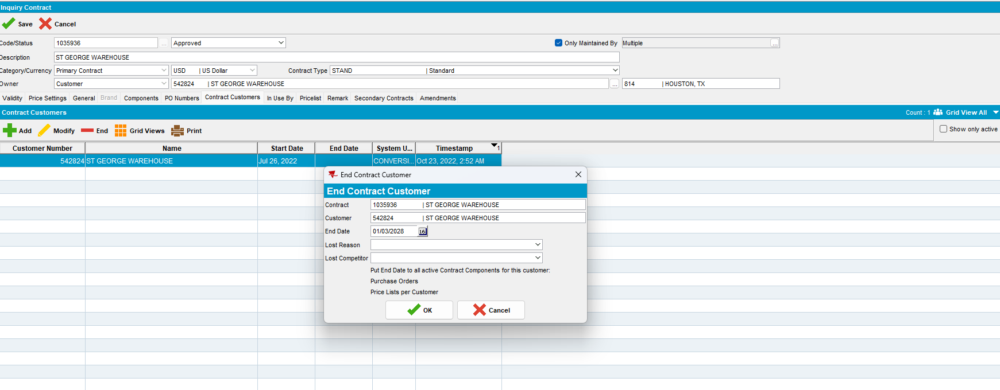 Inquiry Contract
Save Cancel
Code/Status 1035936 ... Approved Only Maintained By Multiple ...
Description ST GEORGE WAREHOUSE
Category/Currency Primary Contract USD | US Dollar Contract Type STAND | Standard
Owner Customer 542824 | ST GEORGE WAREHOUSE ... 814 | HOUSTON, TX
Validity Price Settings General Brand Components PO Numbers Contract Customers In Use By Pricelist Remark Secondary Contracts Amendments
Contract Customers Count : 1 Grid View All
Add Modify End Grid Views Print Show only active
Customer Number Name Start Date End Date System U... Timestamp 1
542824 ST GEORGE WAREHOUSE Jul 26, 2022 CONVERSI... Oct 23, 2022, 2:52 AM
End Contract Customer
End Contract Customer
Contract 1035936 | ST GEORGE WAREHOUSE
Customer 542824 | ST GEORGE WAREHOUSE
End Date 01/03/2028 16
Lost Reason
Lost Competitor
Put End Date to all active Contract Components for this customer:
Purchase Orders
Price Lists per Customer
OK Cancel